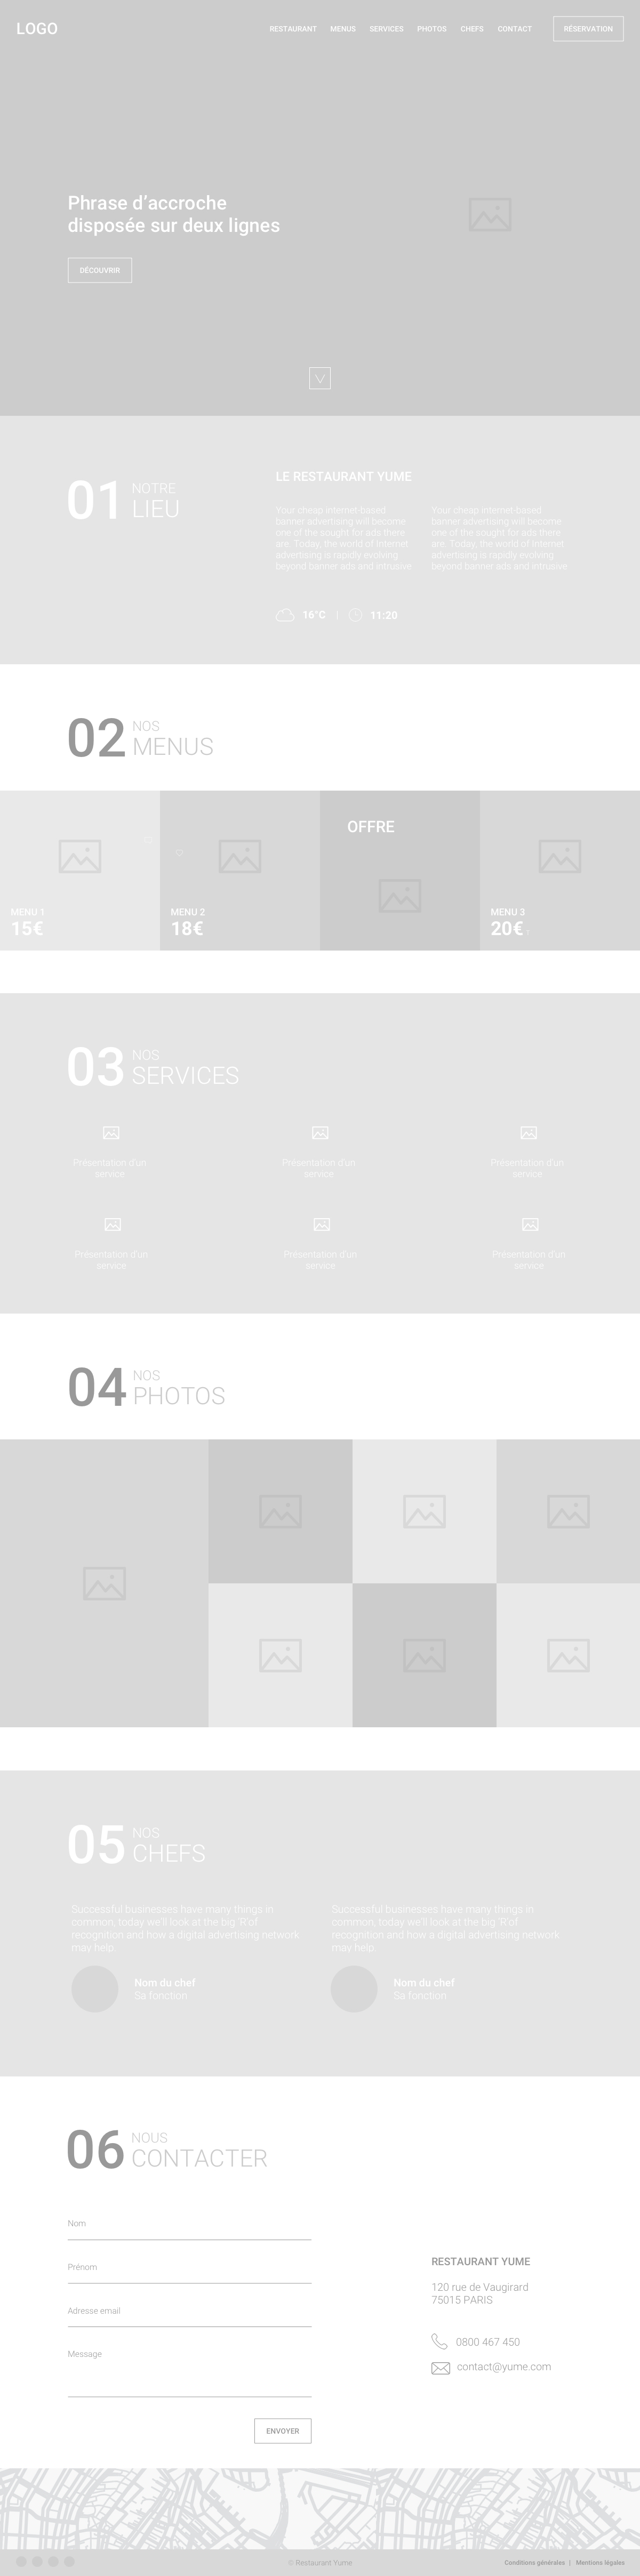 LOGO
RESTAURANT MENUS SERVICES PHOTOS CHEFS CONTACT RÉSERVATION
Phrase d’accroche
disposée sur deux lignes
DÉCOUVRIR
01 NOTRE
LIEU
LE RESTAURANT YUME
Your cheap internet-based
banner advertising will become
one of the sought for ads there
are. Today, the world of Internet
advertising is rapidly evolving
beyond banner ads and intrusive
Your cheap internet-based
banner advertising will become
one of the sought for ads there
are. Today, the world of Internet
advertising is rapidly evolving
beyond banner ads and intrusive
16°C | 11:20
02 NOS
MENUS
MENU 1
15€
MENU 2
18€
OFFRE
MENU 3
20€
03 NOS
SERVICES
Présentation d’un
service
Présentation d’un
service
Présentation d’un
service
Présentation d’un
service
Présentation d’un
service
Présentation d’un
service
04 NOS
PHOTOS
05 NOS
CHEFS
Successful businesses have many things in
common, today we’ll look at the big ‘R’of
recognition and how a digital advertising network
may help.
Nom du chef
Sa fonction
Successful businesses have many things in
common, today we’ll look at the big ‘R’of
recognition and how a digital advertising network
may help.
Nom du chef
Sa fonction
06 NOUS
CONTACTER
Nom
Prénom
Adresse email
Message
ENVOYER
RESTAURANT YUME
120 rue de Vaugirard
75015 PARIS
0800 467 450
contact@yume.com
© Restaurant Yume
Conditions générales | Mentions légales